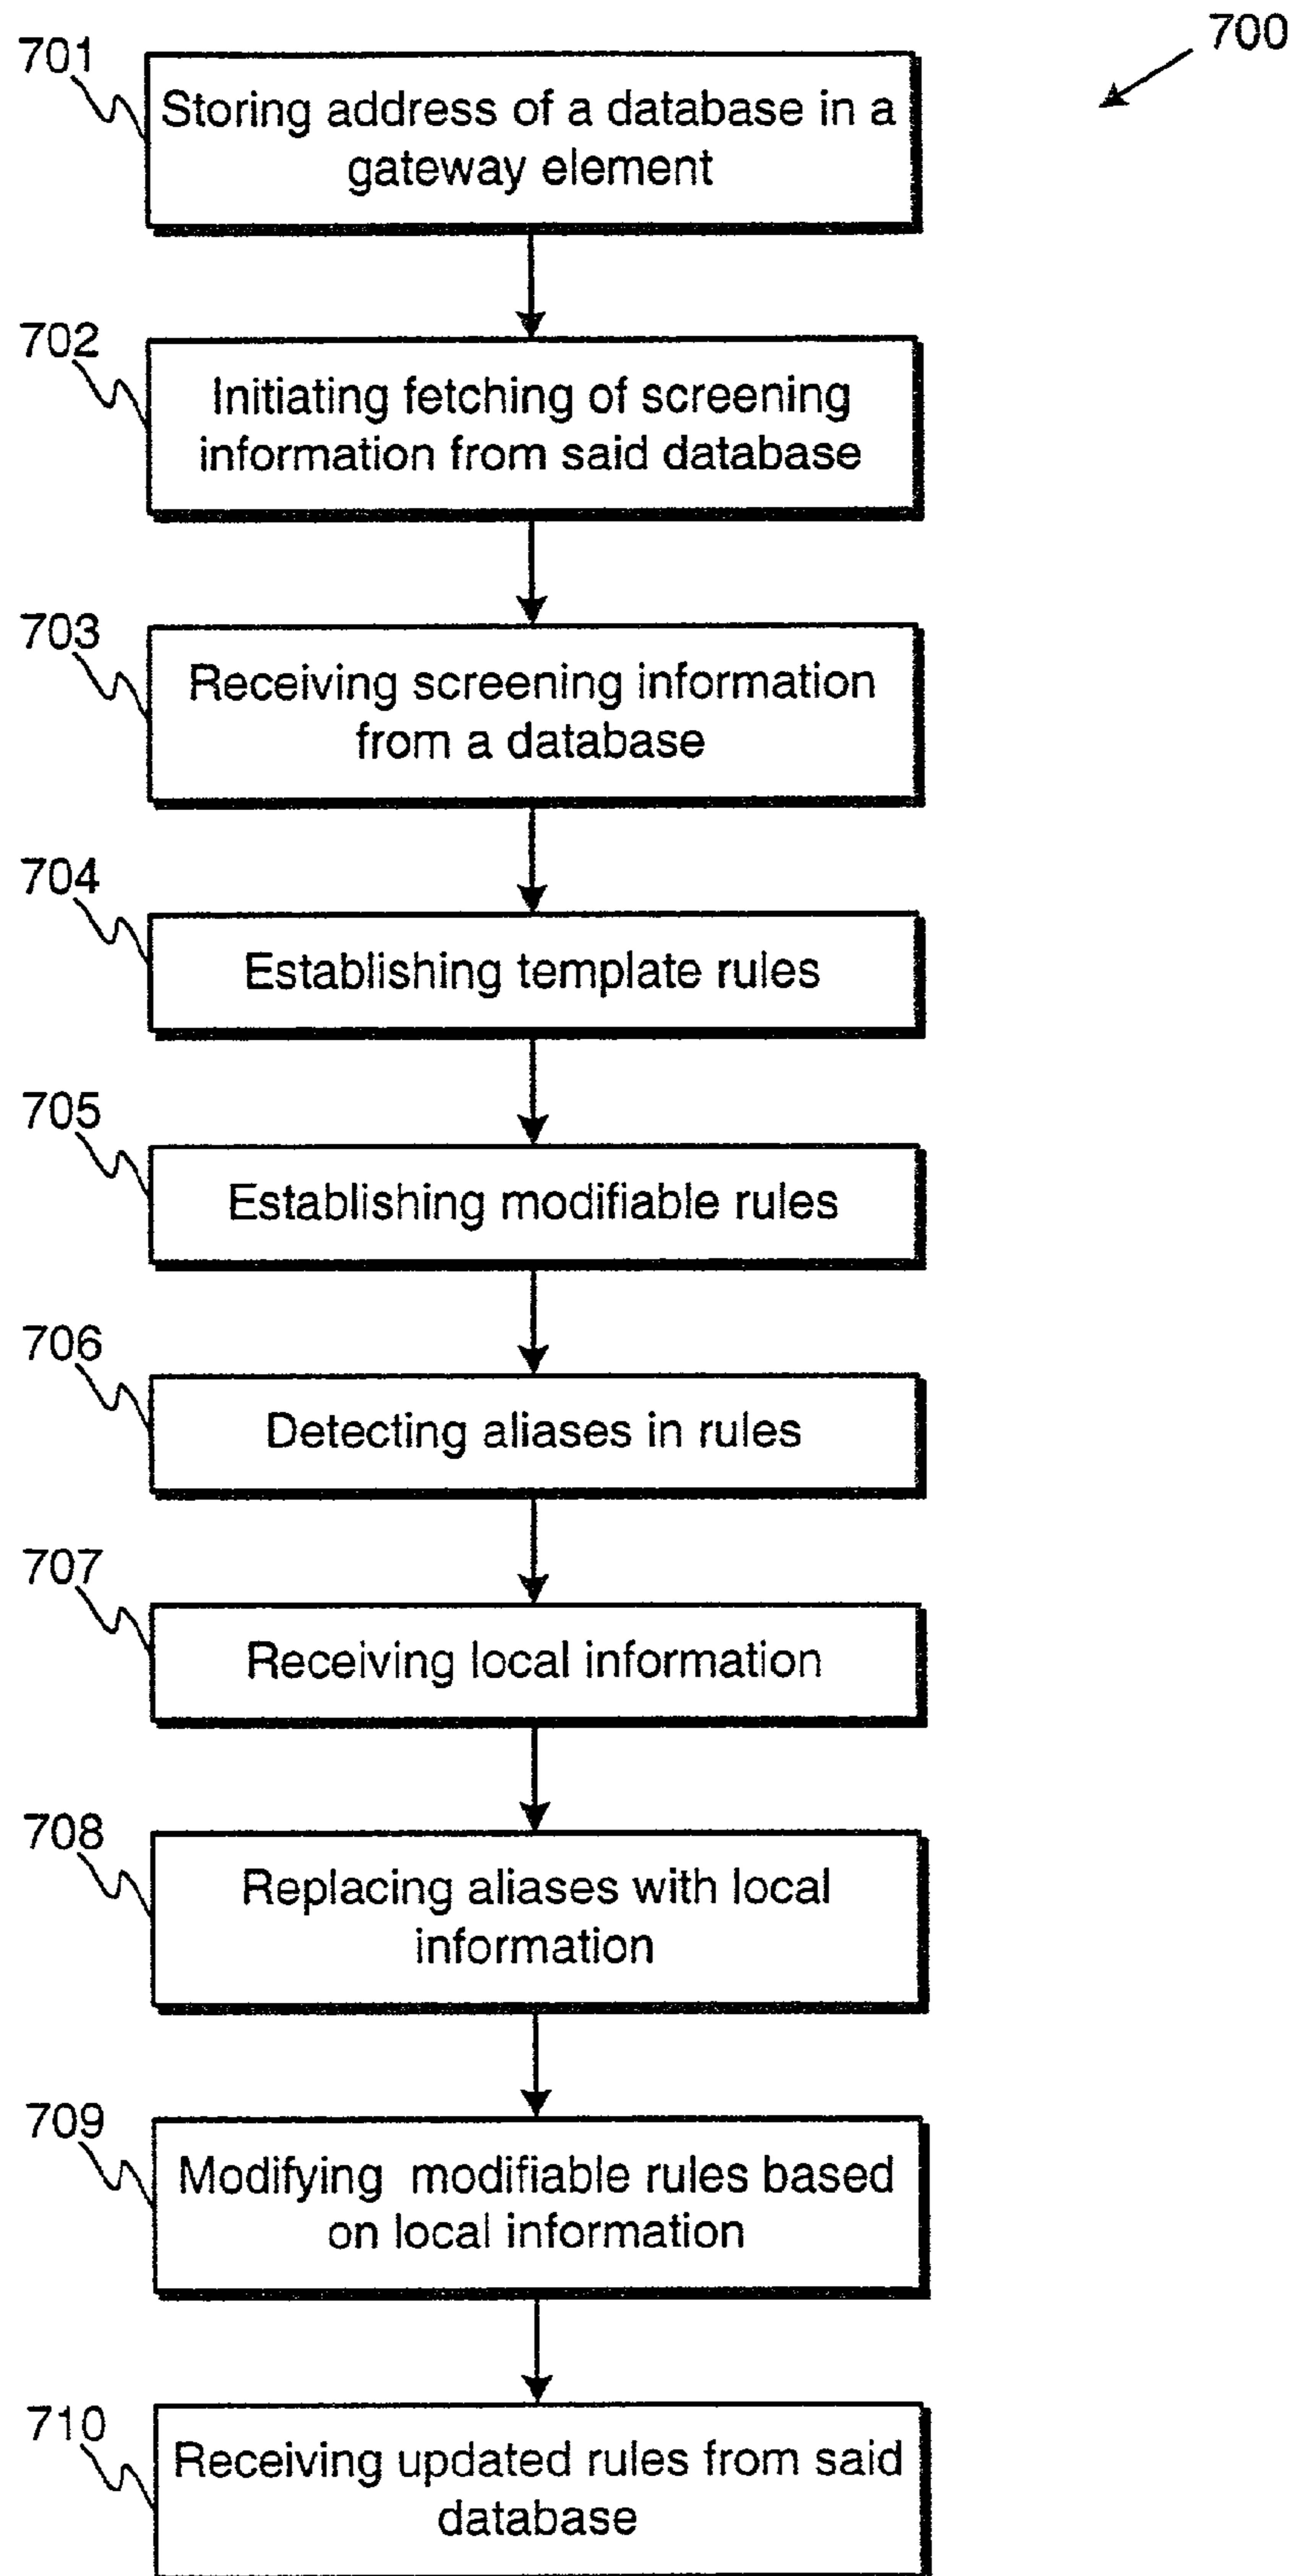 700
701
Storing address of a database in a
gateway element
702
Initiating fetching of screening
information from said database
703
Receiving screening information
from a database
704
Establishing template rules
705
Establishing modifiable rules
706
Detecting aliases in rules
707
Receiving local information
708
Replacing aliases with local
information
709
Modifying modifiable rules based
on local information
710
Receiving updated rules from said
database